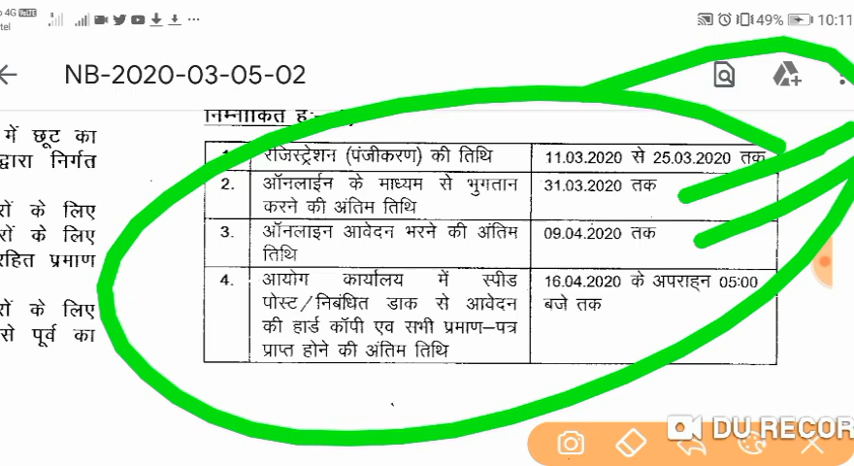 4G VoLTE
49% 10:11
NB-2020-03-05-02
निम्नांकित है:-
में छूट का
द्वारा निर्गत
रों के लिए
रों के लिए
रहित प्रमाण
रों के लिए
से पूर्व का
रजिस्ट्रेशन (पंजीकरण) की तिथि 11.03.2020 से 25.03.2020 तक
2. ऑनलाईन के माध्यम से भुगतान 31.03.2020 तक
करने की अंतिम तिथि
3. ऑनलाइन आवेदन भरने की अंतिम 09.04.2020 तक
तिथि
4. आयोग कार्यालय में स्पीड 16.04.2020 के अपराह्न 05:00
पोस्ट/निबंधित डाक से आवेदन बजे तक
की हार्ड कॉपी एव सभी प्रमाण–पत्र
प्राप्त होने की अंतिम तिथि
DU RECOR